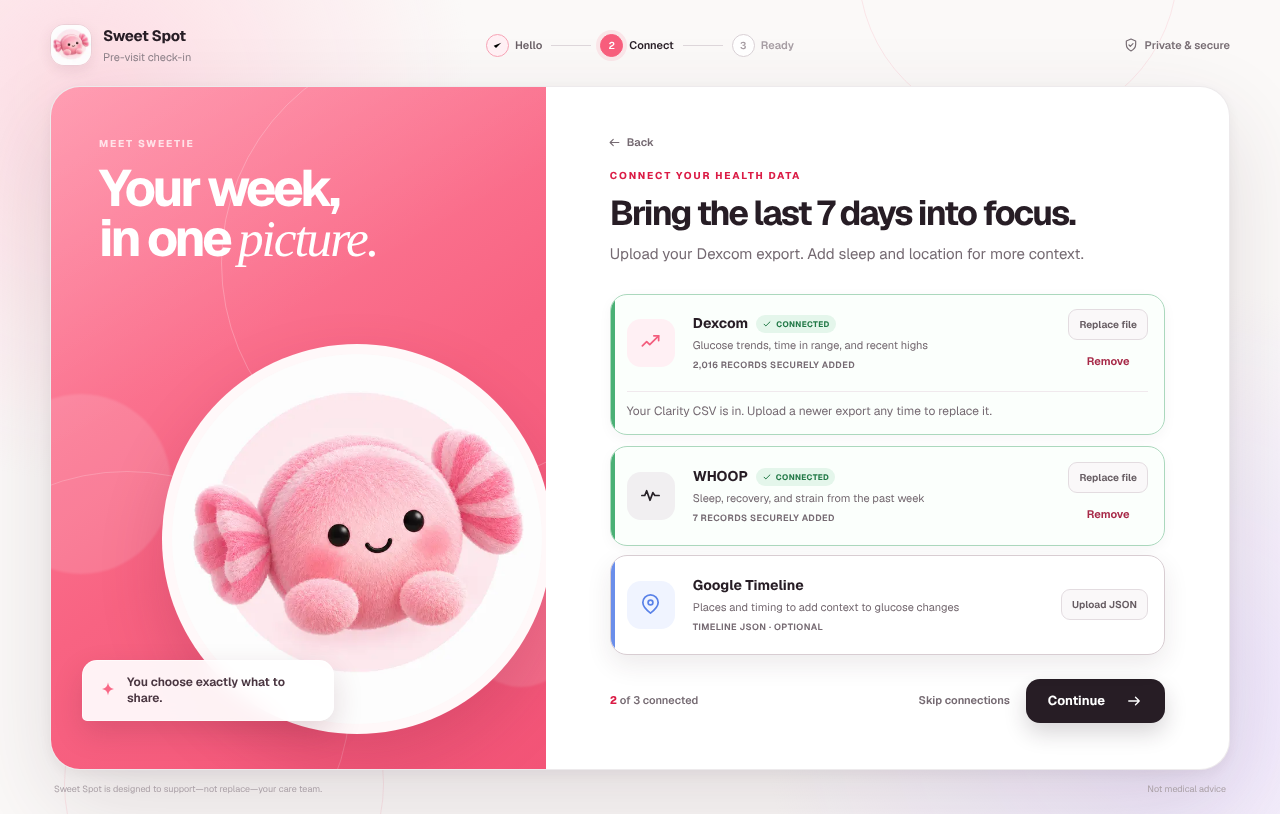 Sweet Spot
Pre-visit check-in
Hello
2 Connect
3 Ready
Private & secure
MEET SWEETIE
Your week,
in one picture.
You choose exactly what to
share.
Back
CONNECT YOUR HEALTH DATA
Bring the last 7 days into focus.
Upload your Dexcom export. Add sleep and location for more context.
Dexcom CONNECTED
Glucose trends, time in range, and recent highs
2,016 RECORDS SECURELY ADDED
Replace file
Remove
Your Clarity CSV is in. Upload a newer export any time to replace it.
WHOOP CONNECTED
Sleep, recovery, and strain from the past week
7 RECORDS SECURELY ADDED
Replace file
Remove
Google Timeline
Places and timing to add context to glucose changes
TIMELINE JSON · OPTIONAL
Upload JSON
2 of 3 connected
Skip connections
Continue
Sweet Spot is designed to support—not replace—your care team.
Not medical advice